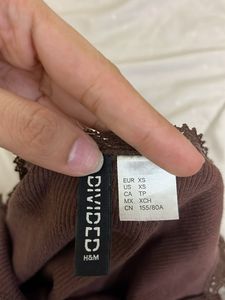 DIVIDED
H&M
EUR XS
US XS
CA TP
MX XCH
CN 155/80A